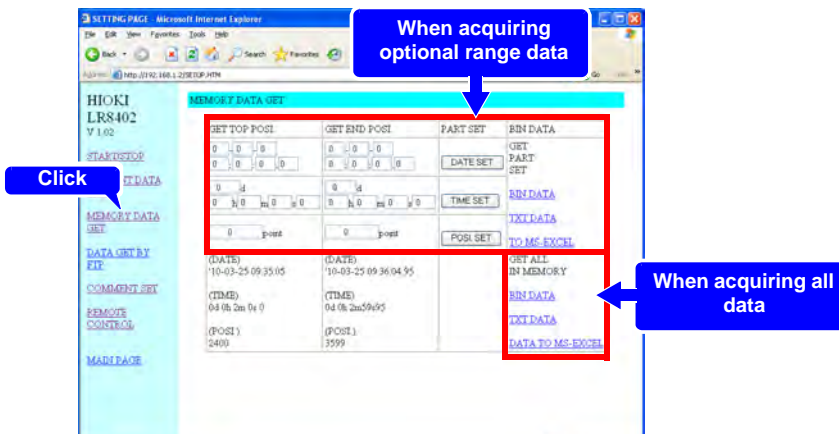 SETTING PAGE - Microsoft Internet Explorer
File Edit View Favorites Tools Help
Back Search Favorites
http://192.168.1.2/SETUP.HTM Go
When acquiring
optional range data
HIOKI
LR8402
V 1.02
START/STOP
Click
ST DATA
MEMORY DATA
GET
DATA GET BY
FTP
COMMENT SET
REMOTE
CONTROL
MAIN PAGE
MEMORY DATA GET
GET TOP POSI. GET END POSI. PART SET BIN DATA
0 - 0 - 0 0 - 0 - 0 GET
0 : 0 : 0 . 0 0 : 0 : 0 . 0 DATE SET PART
SET
0 d 0 d
0 h 0 m 0 s 0 0 h 0 m 0 s 0 TIME SET BIN DATA
TXT DATA
0 point 0 point POSI. SET TO MS-EXCEL
(DATE) (DATE) GET ALL
'10-03-25 09:35:05 '10-03-25 09:36:04.95 IN MEMORY
(TIME) (TIME) BIN DATA
0d 0h 2m 0s 0 0d 0h 2m59s95
TXT DATA
(POSI.) (POSI.)
2400 3599 DATA TO MS-EXCEL
When acquiring all
data